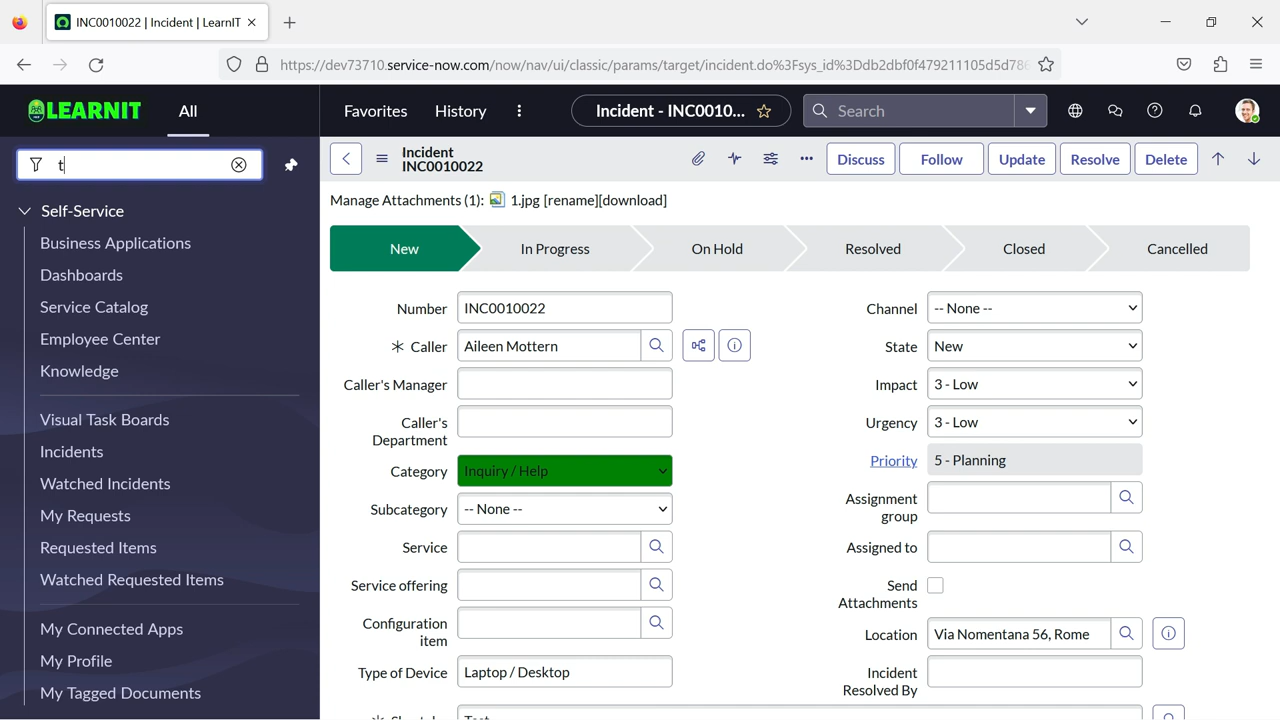 INC0010022 | Incident | LearnIT
https://dev73710.service-now.com/now/nav/ui/classic/params/target/incident.do%3Fsys_id%3Ddb2dbf0f479211105d5d786
LEARNIT
All
Favorites
History
Incident - INC0010...
Search
t
Incident
INC0010022
Discuss
Follow
Update
Resolve
Delete
Manage Attachments (1): 1.jpg [rename][download]
New
In Progress
On Hold
Resolved
Closed
Cancelled
Self-Service
Business Applications
Dashboards
Service Catalog
Employee Center
Knowledge
Visual Task Boards
Incidents
Watched Incidents
My Requests
Requested Items
Watched Requested Items
My Connected Apps
My Profile
My Tagged Documents
Number INC0010022
Caller Aileen Mottern
Caller's Manager
Caller's
Department
Category Inquiry / Help
Subcategory -- None --
Service
Service offering
Configuration
item
Type of Device Laptop / Desktop
Channel -- None --
State New
Impact 3 - Low
Urgency 3 - Low
Priority 5 - Planning
Assignment
group
Assigned to
Send
Attachments
Location Via Nomentana 56, Rome
Incident
Resolved By